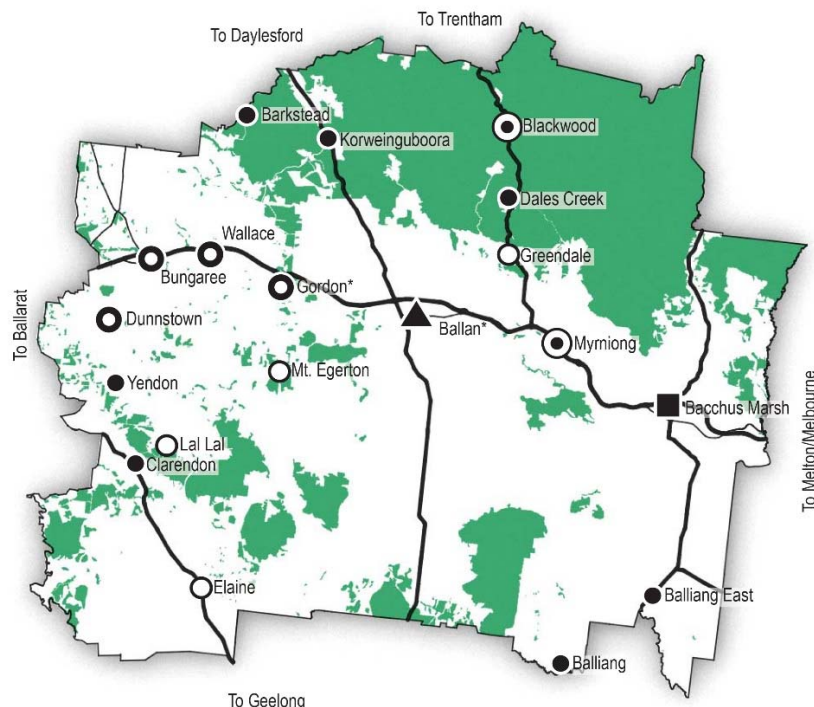 To Trentham
To Daylesford
Barkstead
Blackwood
Korweinguboora
Dales Creek
Wallace
Greendale
Bungaree
Gordon*
To Ballarat
Dunnstown
Ballan*
Myrniong
Mt. Egerton
Yendon
Bacchus Marsh
To Melton/Melbourne
Lal Lal
Clarendon
Elaine
Balliang East
Balliang
To Geelong